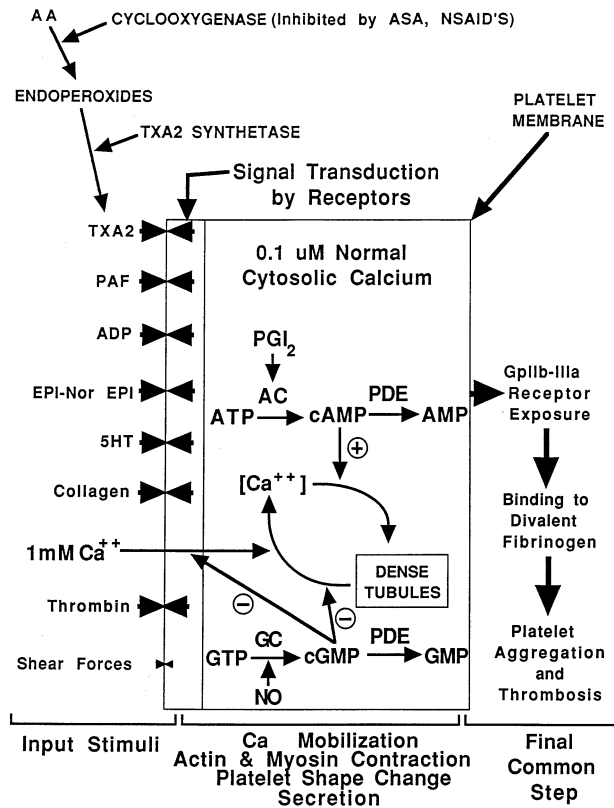 AA
CYCLOOXYGENASE (Inhibited by ASA, NSAID'S)
ENDOPEROXIDES
TXA2 SYNTHETASE
PLATELET
MEMBRANE
Signal Transduction
by Receptors
TXA2
PAF
ADP
EPI-Nor EPI
5HT
Collagen
1mM Ca++
Thrombin
Shear Forces
0.1 uM Normal
Cytosolic Calcium
PGI2
AC
PDE
ATP
cAMP
AMP
+
[Ca++]
DENSE
TUBULES
−
−
GC
PDE
GTP
cGMP
GMP
NO
GpIIb-IIIa
Receptor
Exposure
Binding to
Divalent
Fibrinogen
Platelet
Aggregation
and
Thrombosis
Input Stimuli
Ca Mobilization
Actin & Myosin Contraction
Platelet Shape Change
Secretion
Final
Common
Step